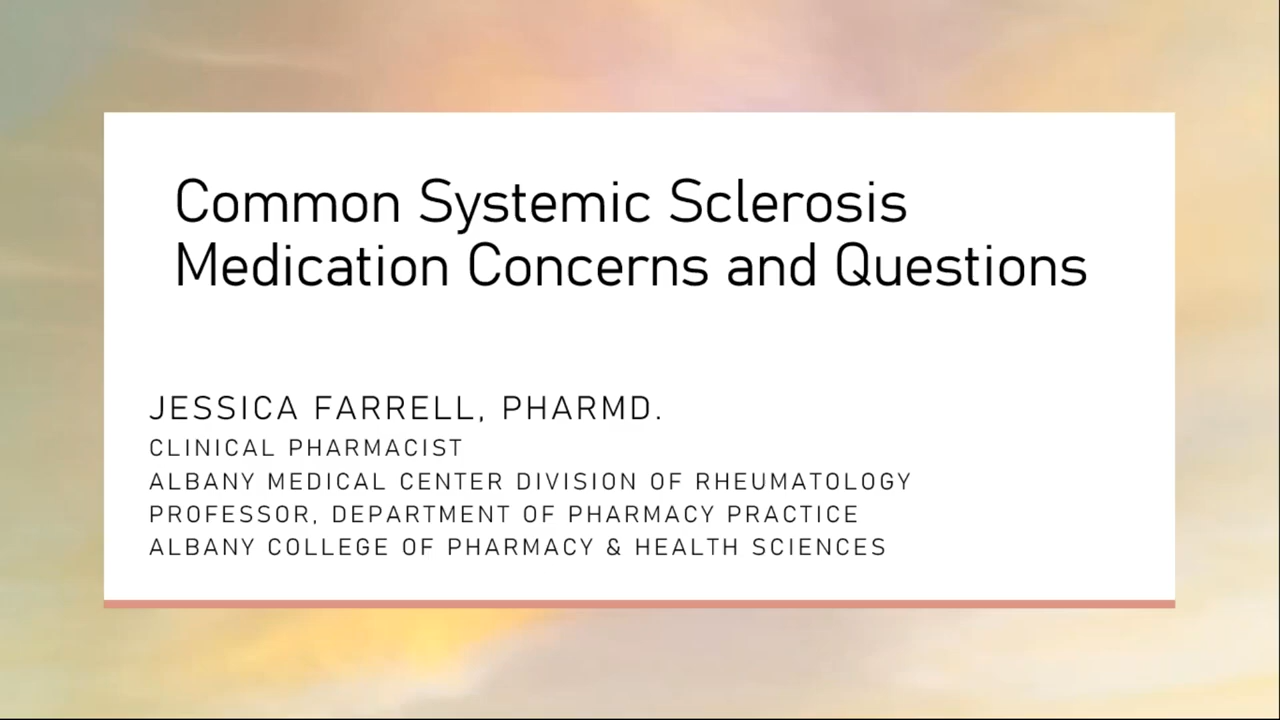 Common Systemic Sclerosis
Medication Concerns and Questions
JESSICA FARRELL, PHARMD.
CLINICAL PHARMACIST
ALBANY MEDICAL CENTER DIVISION OF RHEUMATOLOGY
PROFESSOR, DEPARTMENT OF PHARMACY PRACTICE
ALBANY COLLEGE OF PHARMACY & HEALTH SCIENCES